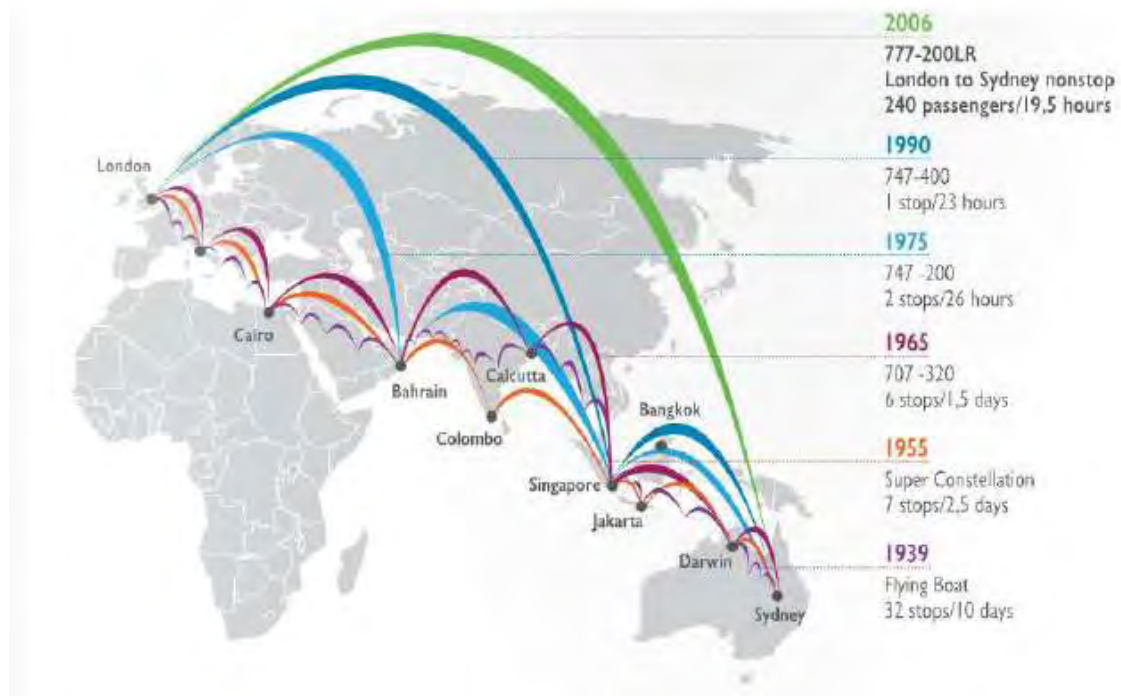 2006
777-200LR
London to Sydney nonstop
240 passengers/19,5 hours
1990
747-400
1 stop/23 hours
1975
747 -200
2 stops/26 hours
1965
707 -320
6 stops/1,5 days
1955
Super Constellation
7 stops/2,5 days
1939
Flying Boat
32 stops/10 days
London
Cairo
Bahrain
Calcutta
Colombo
Bangkok
Singapore
Jakarta
Darwin
Sydney